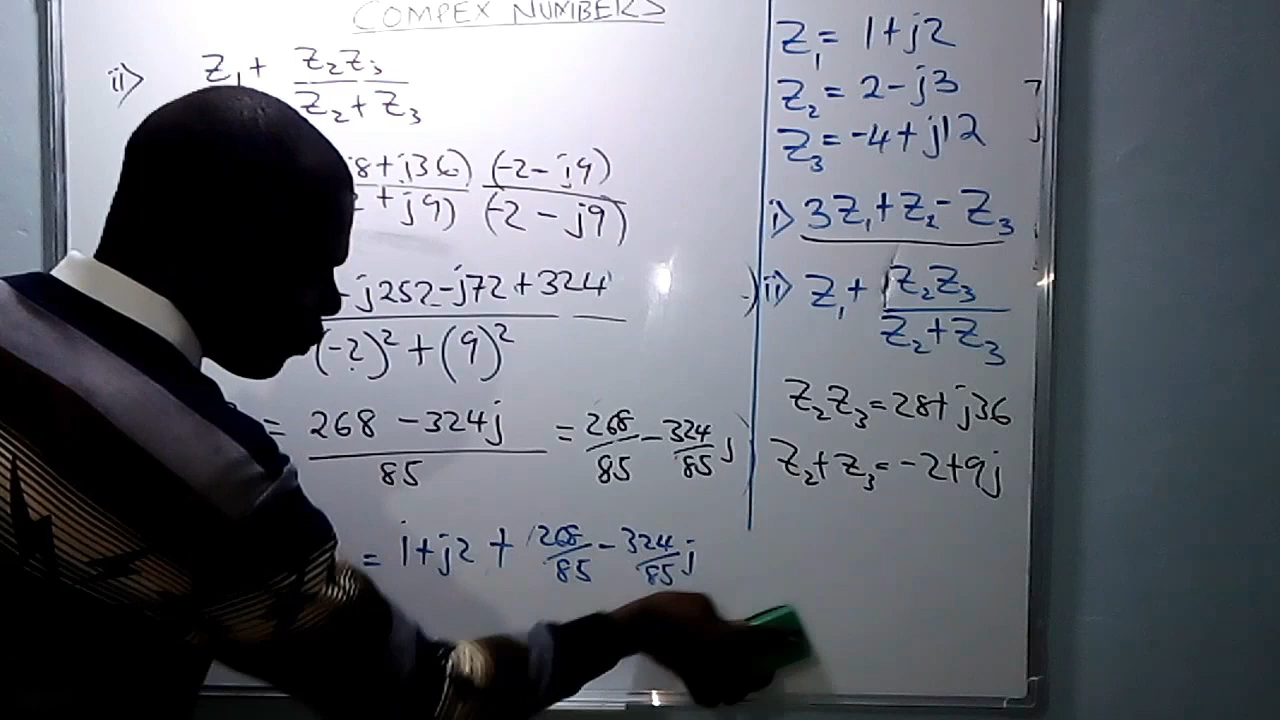 COMPEX NUMBERS
ii) Z₁ + Z₂Z₃ / Z₂ + Z₃
8 + j36) (-2 - j9)
+ j9) (-2 - j9)
- j252 - j72 + 324
(-2)² + (9)²
= 268 - 324j / 85 = 268/85 - 324/85 j
= 1 + j2 + 268/85 - 324/85 j
Z₁ = 1 + j2
Z₂ = 2 - j3
Z₃ = -4 + j12
i) 3Z₁ + Z₂ - Z₃
ii) Z₁ + Z₂Z₃ / Z₂ + Z₃
Z₂Z₃ = 28 + j36
Z₂ + Z₃ = -2 + 9j